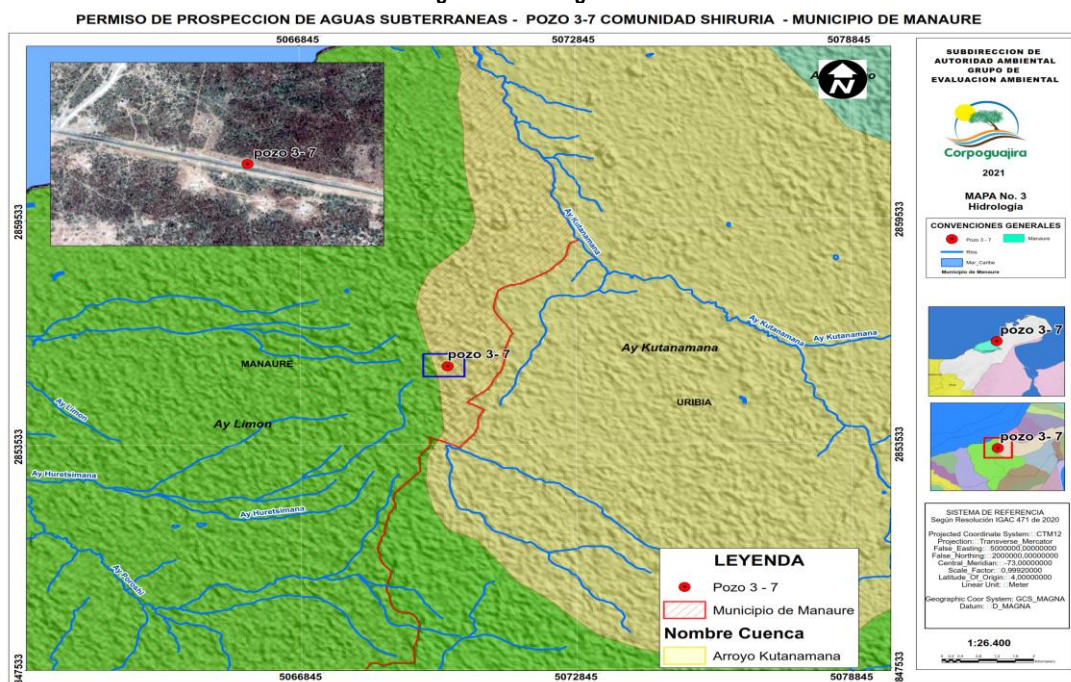 PERMISO DE PROSPECCION DE AGUAS SUBTERRANEAS - POZO 3-7 COMUNIDAD SHIRURIA - MUNICIPIO DE MANAURE
5066845
5072845
5078845
2859533
2859533
2853533
2853533
847533
847533
pozo 3- 7
N
Ay Kutanamana
Ay Kutanamana
Ay Kutanamana
Ay Kutanamana
pozo 3- 7
MANAURE
URIBIA
Ay Limon
Ay Limon
Ay Huretsimana
Ay Huretsimana
LEYENDA
Pozo 3 - 7
Municipio de Manaure
Nombre Cuenca
Arroyo Kutanamana
5066845
5072845
5078845
SUBDIRECCION DE
AUTORIDAD AMBIENTAL
GRUPO DE
EVALUACION AMBIENTAL
Corpoguajira
2021
MAPA No. 3
Hidrología
CONVENCIONES GENERALES
Pozo 3 - 7
Manaure
Rios
Mar_Caribe
Municipio de Manaure
pozo 3- 7
pozo 3- 7
SISTEMA DE REFERENCIA
Según Resolución IGAC 471 de 2020
Projected Coordinate System: CTM12
Projection: Transverse_Mercator
False_Easting: 5000000,00000000
False_Northing: 2000000,00000000
Central_Meridian: -73,00000000
Scale_Factor: 0,99920000
Latitude_Of_Origin: 4,00000000
Linear Unit: Meter
Geographic Coor System: GCS_MAGNA
Datum: D_MAGNA
1:26.400